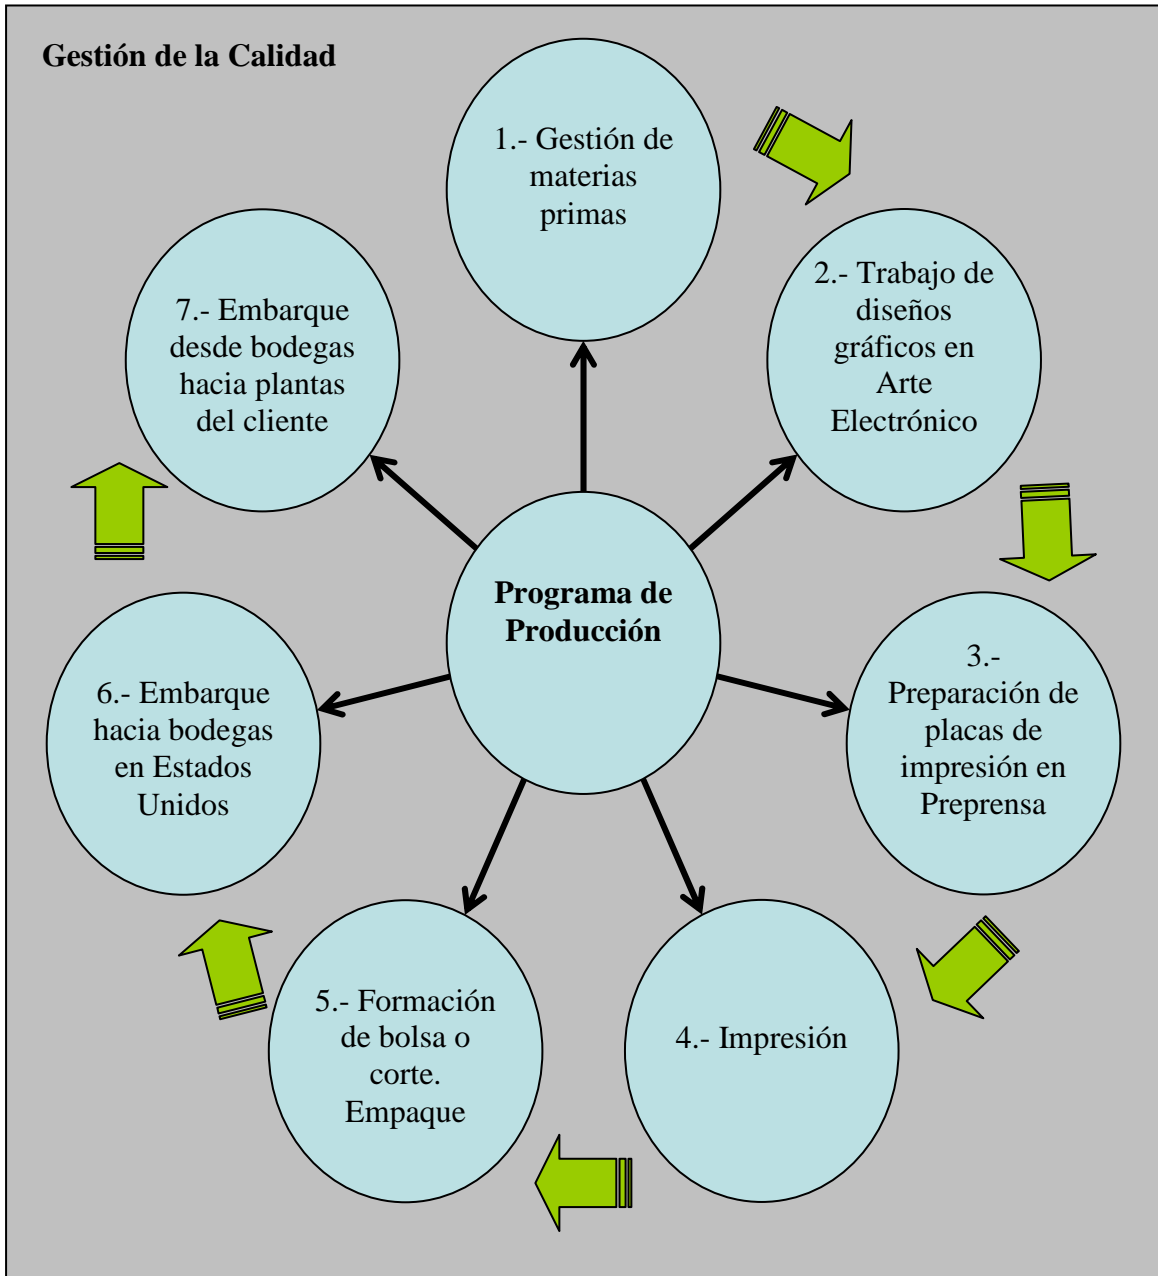 Gestión de la Calidad
1.- Gestión de
materias
primas
2.- Trabajo de
diseños
gráficos en
Arte
Electrónico
3.-
Preparación de
placas de
impresión en
Preprensa
4.- Impresión
5.- Formación
de bolsa o
corte.
Empaque
6.- Embarque
hacia bodegas
en Estados
Unidos
7.- Embarque
desde bodegas
hacia plantas
del cliente
Programa de
Producción